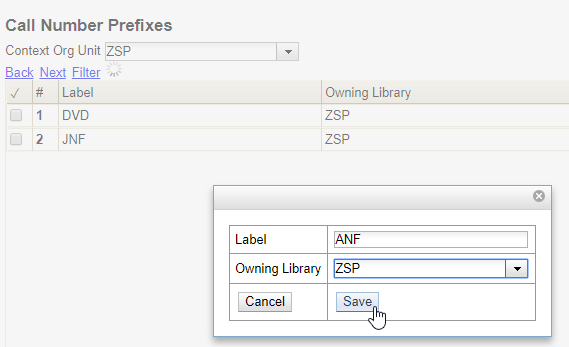 Call Number Prefixes
Context Org Unit ZSP
Back Next Filter
✓ # Label Owning Library
1 DVD ZSP
2 JNF ZSP
Label ANF
Owning Library ZSP
Cancel Save